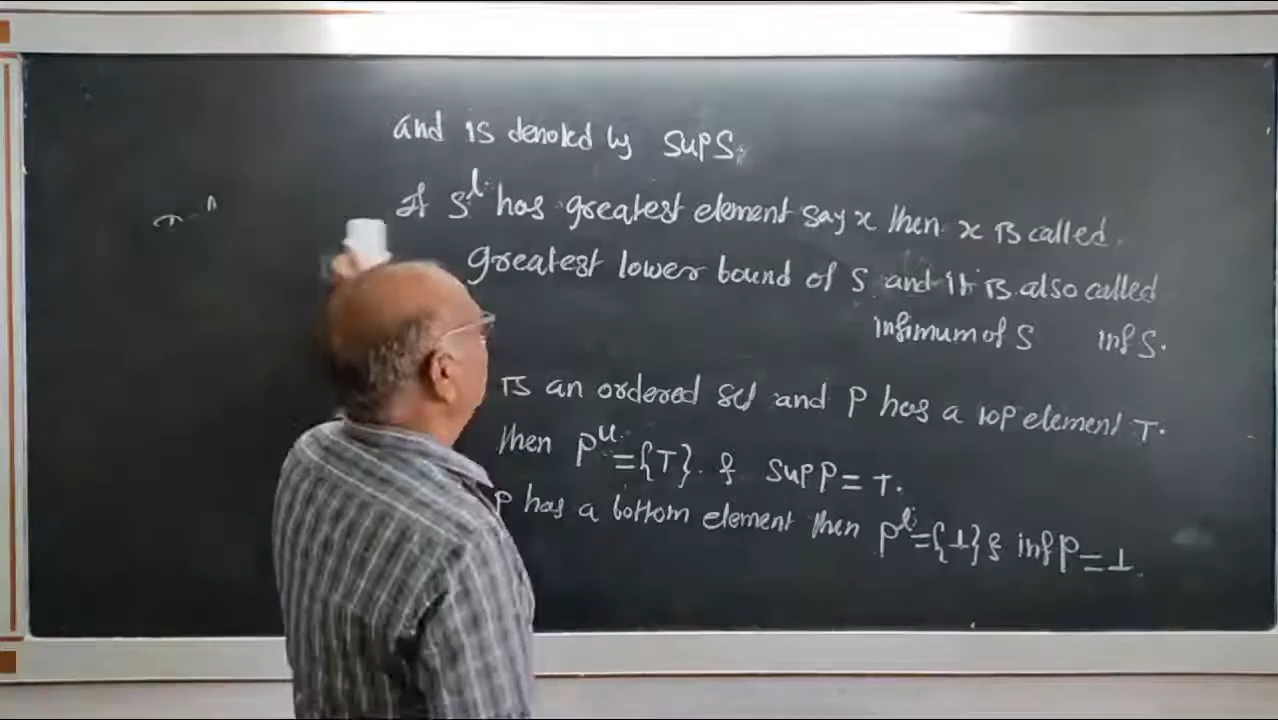 and is denoted by Sup S.
If S^l has greatest element say x then x is called
greatest lower bound of S and it is also called
infimum of S inf S.
is an ordered set and P has a top element T.
then P^u = {T} & Sup P = T.
P has a bottom element then P^l = {⊥} & inf P = ⊥.